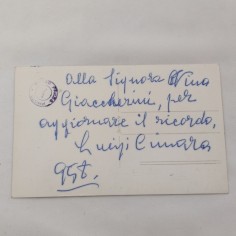 Alla Signora Nina
Giaccherini, per
aggiornare il ricordo,
Luigi Cimara
958.